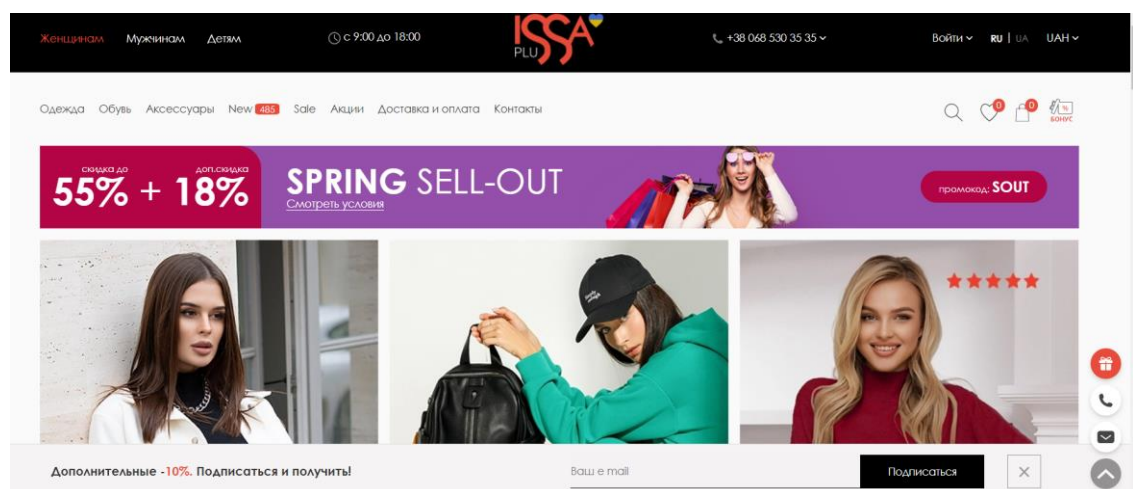 Женщинам Мужчинам Детям
с 9:00 до 18:00
ISSA
PLUS
+38 068 530 35 35
Войти RU | UA UAH
Одежда Обувь Аксессуары New 485 Sale Акции Доставка и оплата Контакты
0 0
% БОНУС
скидка до доп.скидка
55% + 18%
SPRING SELL-OUT
Смотреть условия
промокод: SOUT
Дополнительные -10%. Подписаться и получить!
Ваш e mail
Подписаться